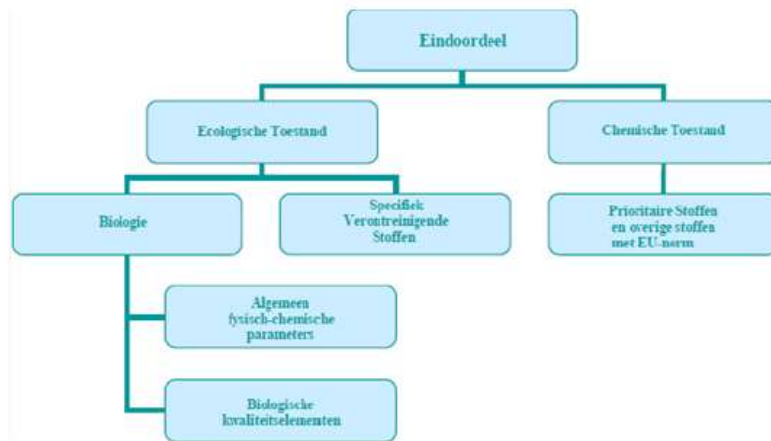 Eindoordeel
Ecologische Toestand
Chemische Toestand
Biologie
Specifiek
Verontreinigende
Stoffen
Prioritaire Stoffen
en overige stoffen
met EU-norm
Algemeen
fysisch-chemische
parameters
Biologische
kwaliteitselementen